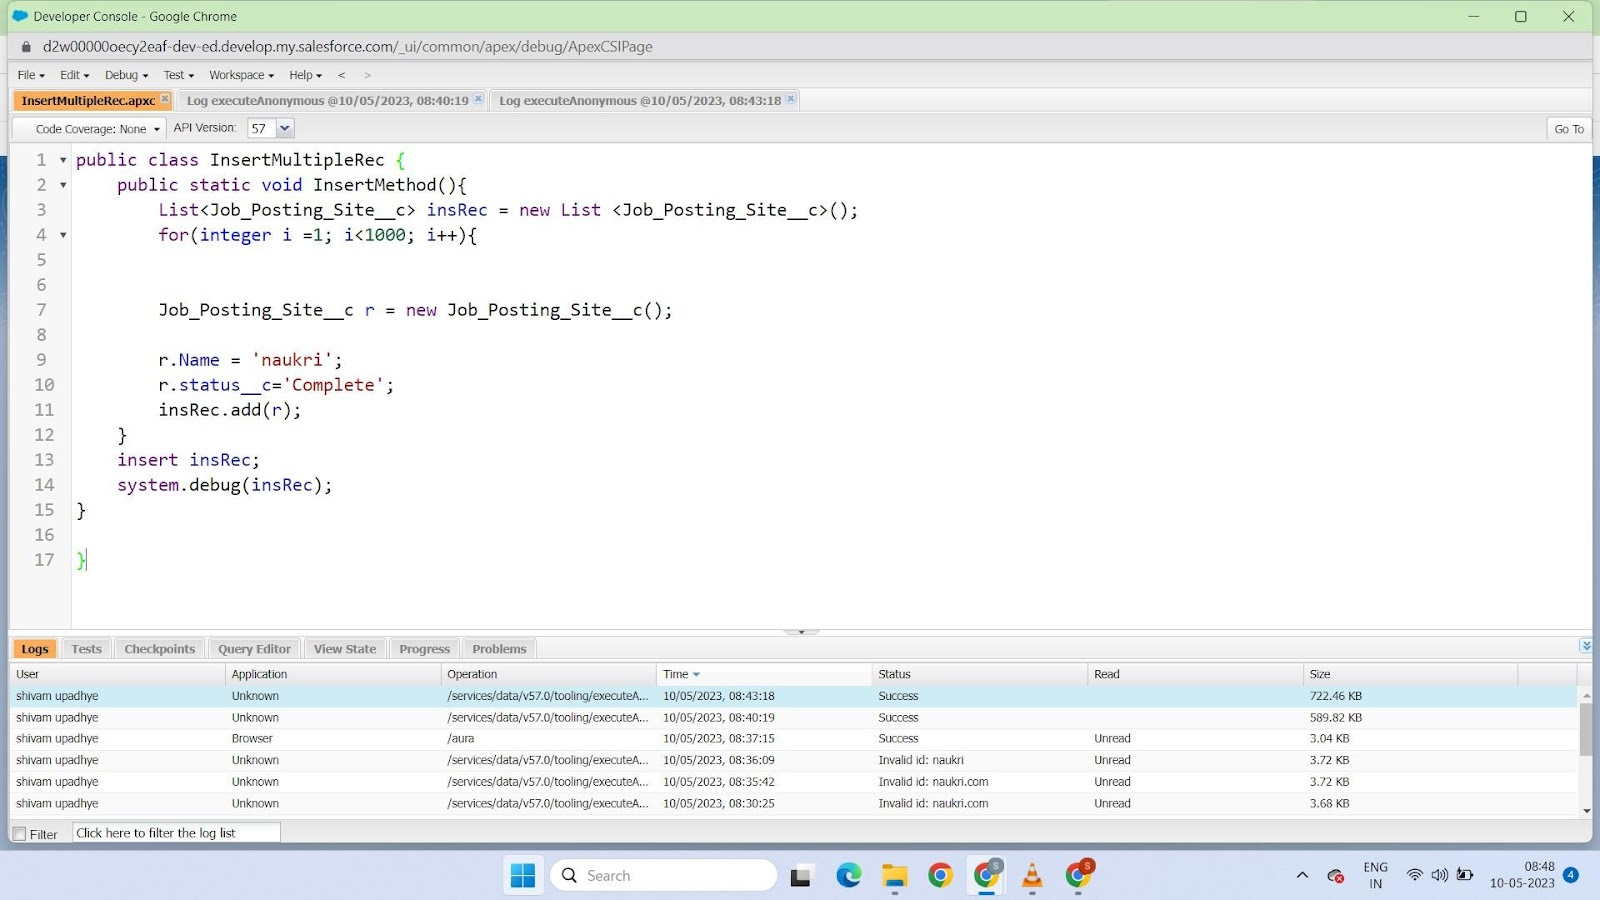 Developer Console - Google Chrome
d2w00000oecy2eaf-dev-ed.develop.my.salesforce.com/_ui/common/apex/debug/ApexCSIPage
File Edit Debug Test Workspace Help < >
InsertMultipleRec.apxc Log executeAnonymous @10/05/2023, 08:40:19 Log executeAnonymous @10/05/2023, 08:43:18
Code Coverage: None API Version: 57 Go To
1 public class InsertMultipleRec {
2 public static void InsertMethod(){
3 List<Job_Posting_Site__c> insRec = new List <Job_Posting_Site__c>();
4 for(integer i =1; i<1000; i++){
5
6
7 Job_Posting_Site__c r = new Job_Posting_Site__c();
8
9 r.Name = 'naukri';
10 r.status__c='Complete';
11 insRec.add(r);
12 }
13 insert insRec;
14 system.debug(insRec);
15 }
16
17 }
Logs Tests Checkpoints Query Editor View State Progress Problems
User Application Operation Time Status Read Size
shivam upadhye Unknown /services/data/v57.0/tooling/executeA... 10/05/2023, 08:43:18 Success 722.46 KB
shivam upadhye Unknown /services/data/v57.0/tooling/executeA... 10/05/2023, 08:40:19 Success 589.82 KB
shivam upadhye Browser /aura 10/05/2023, 08:37:15 Success Unread 3.04 KB
shivam upadhye Unknown /services/data/v57.0/tooling/executeA... 10/05/2023, 08:36:09 Invalid id: naukri Unread 3.72 KB
shivam upadhye Unknown /services/data/v57.0/tooling/executeA... 10/05/2023, 08:35:42 Invalid id: naukri.com Unread 3.72 KB
shivam upadhye Unknown /services/data/v57.0/tooling/executeA... 10/05/2023, 08:30:25 Invalid id: naukri.com Unread 3.68 KB
Filter Click here to filter the log list
Search S S ENG 08:48
IN 10-05-2023 4